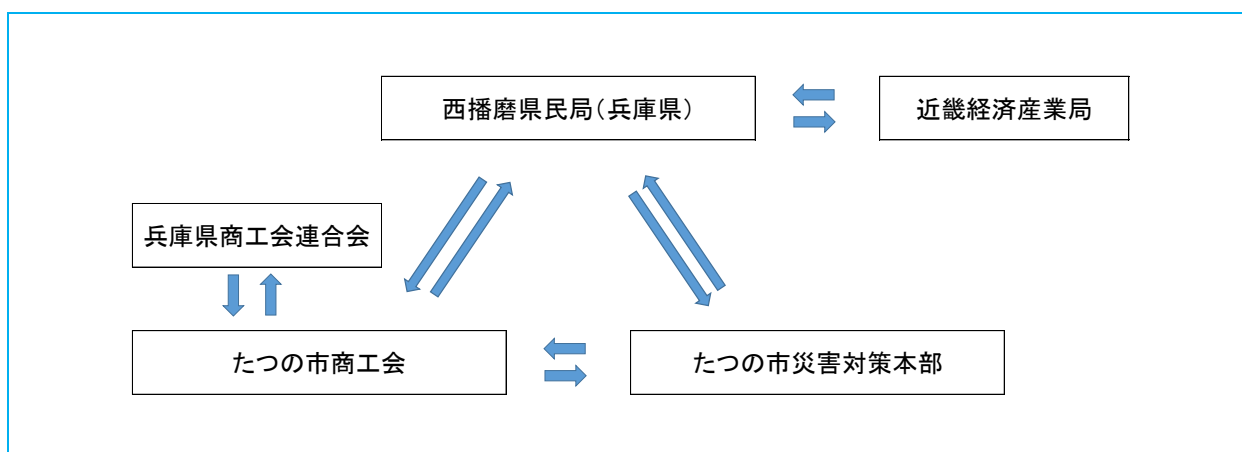 西播磨県民局(兵庫県)
近畿経済産業局
兵庫県商工会連合会
たつの市商工会
たつの市災害対策本部